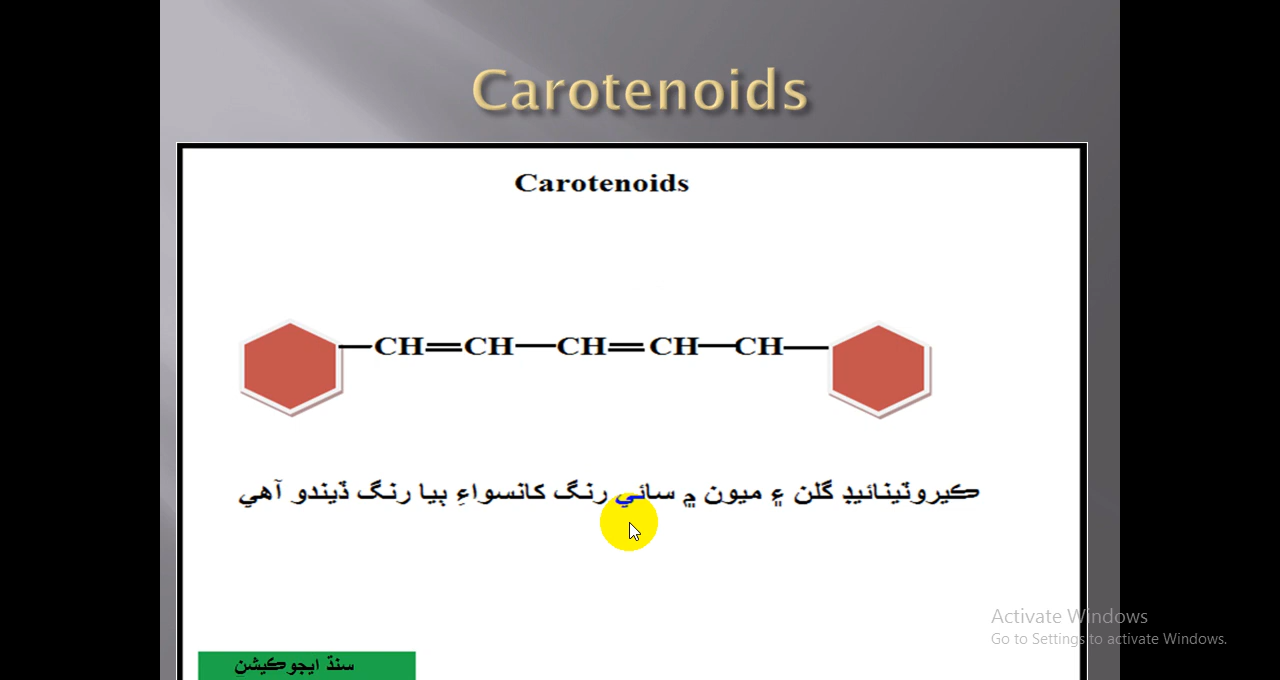 Carotenoids
Carotenoids
CH=CH—CH=CH—CH
ڪيروٽينائيڊ گلن ۽ ميون ۾ سائي رنگ کانسواءِ ٻيا رنگ ڏيندو آهي
Activate Windows
Go to Settings to activate Windows.
سنڌ ايجوڪيشن